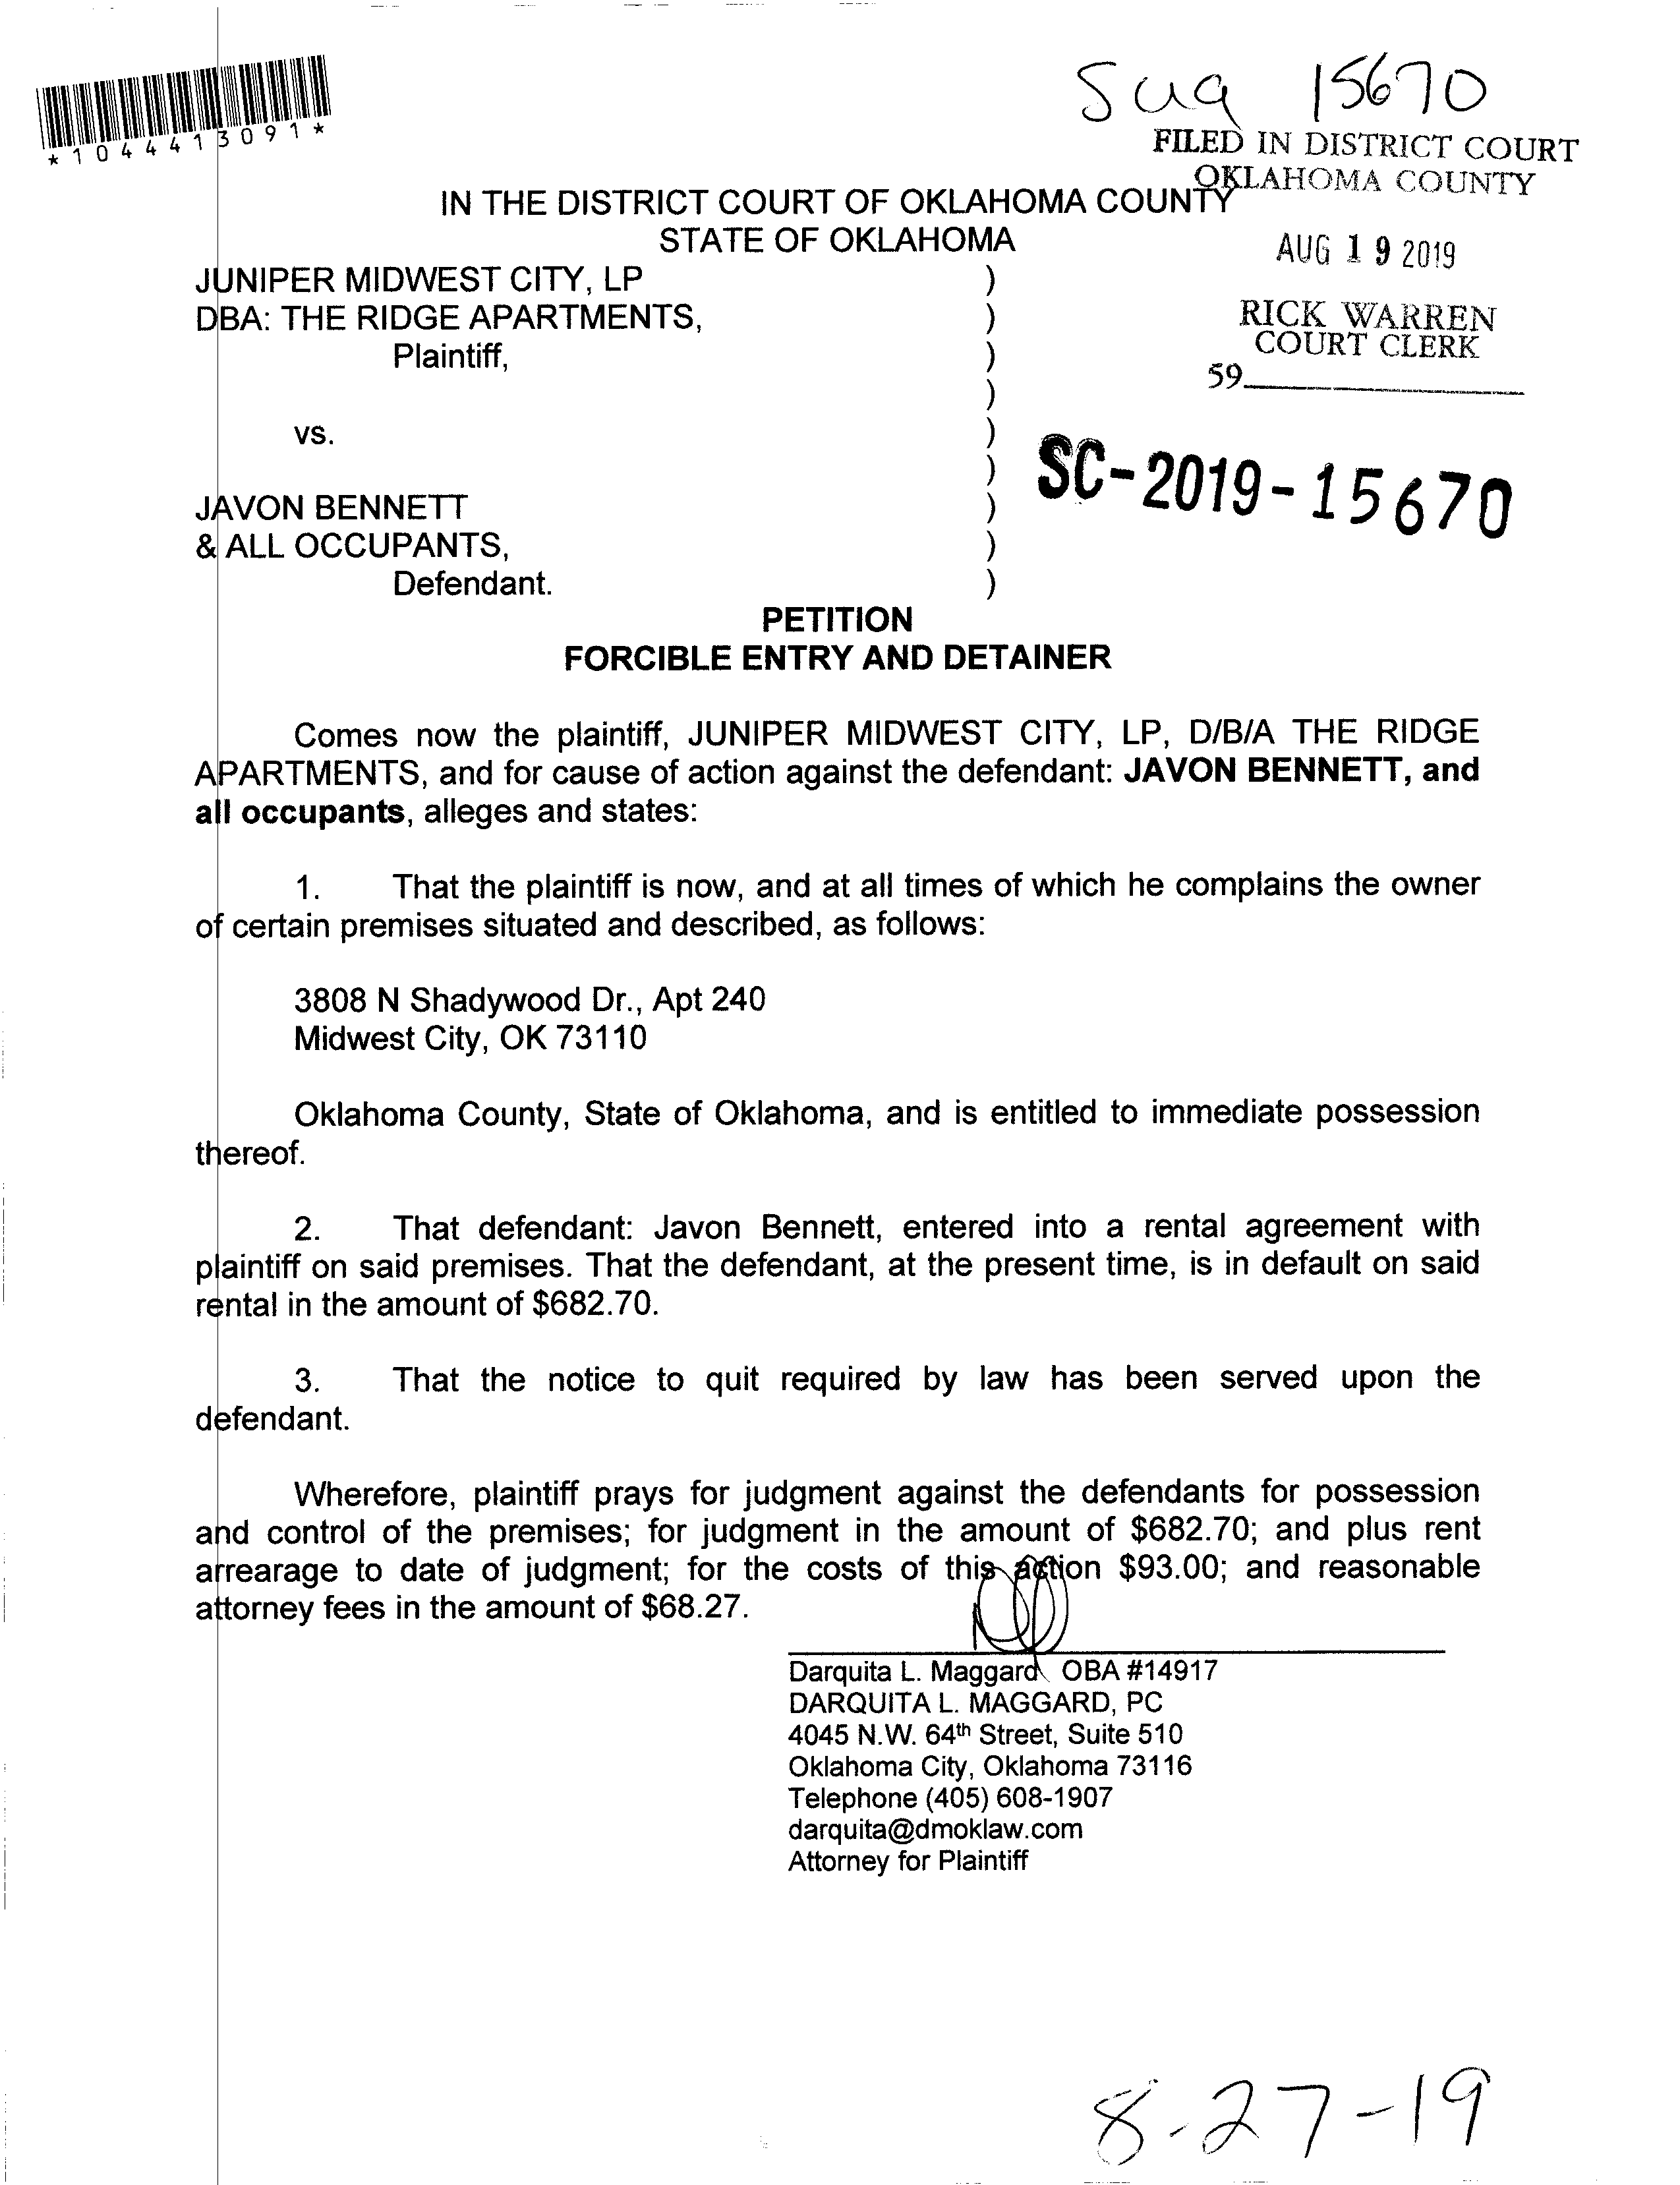 Sug 15670
*1044413091*
FILED IN DISTRICT COURT
OKLAHOMA COUNTY
IN THE DISTRICT COURT OF OKLAHOMA COUNTY
STATE OF OKLAHOMA
AUG 19 2019
JUNIPER MIDWEST CITY, LP )
DBA: THE RIDGE APARTMENTS, )
Plaintiff, )
RICK WARREN
COURT CLERK
59
)
vs. )
)
SC-2019-15670
JAVON BENNETT )
& ALL OCCUPANTS, )
Defendant. )
PETITION
FORCIBLE ENTRY AND DETAINER
Comes now the plaintiff, JUNIPER MIDWEST CITY, LP, D/B/A THE RIDGE
APARTMENTS, and for cause of action against the defendant: JAVON BENNETT, and
all occupants, alleges and states:
1. That the plaintiff is now, and at all times of which he complains the owner
of certain premises situated and described, as follows:
3808 N Shadywood Dr., Apt 240
Midwest City, OK 73110
Oklahoma County, State of Oklahoma, and is entitled to immediate possession
thereof.
2. That defendant: Javon Bennett, entered into a rental agreement with
plaintiff on said premises. That the defendant, at the present time, is in default on said
rental in the amount of $682.70.
3. That the notice to quit required by law has been served upon the
defendant.
Wherefore, plaintiff prays for judgment against the defendants for possession
and control of the premises; for judgment in the amount of $682.70; and plus rent
arrearage to date of judgment; for the costs of this action $93.00; and reasonable
attorney fees in the amount of $68.27.
Darquita L. Maggard OBA #14917
DARQUITA L. MAGGARD, PC
4045 N.W. 64th Street, Suite 510
Oklahoma City, Oklahoma 73116
Telephone (405) 608-1907
darquita@dmoklaw.com
Attorney for Plaintiff
8-27-19